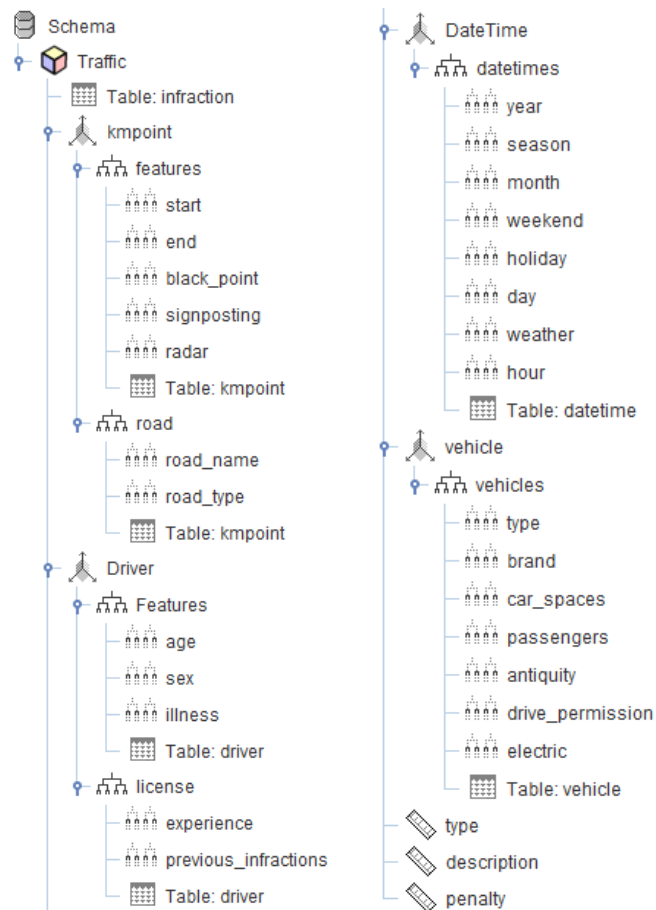 Schema
Traffic
Table: infraction
kmpoint
features
start
end
black_point
signposting
radar
Table: kmpoint
road
road_name
road_type
Table: kmpoint
Driver
Features
age
sex
illness
Table: driver
license
experience
previous_infractions
Table: driver
DateTime
datetimes
year
season
month
weekend
holiday
day
weather
hour
Table: datetime
vehicle
vehicles
type
brand
car_spaces
passengers
antiquity
drive_permission
electric
Table: vehicle
type
description
penalty